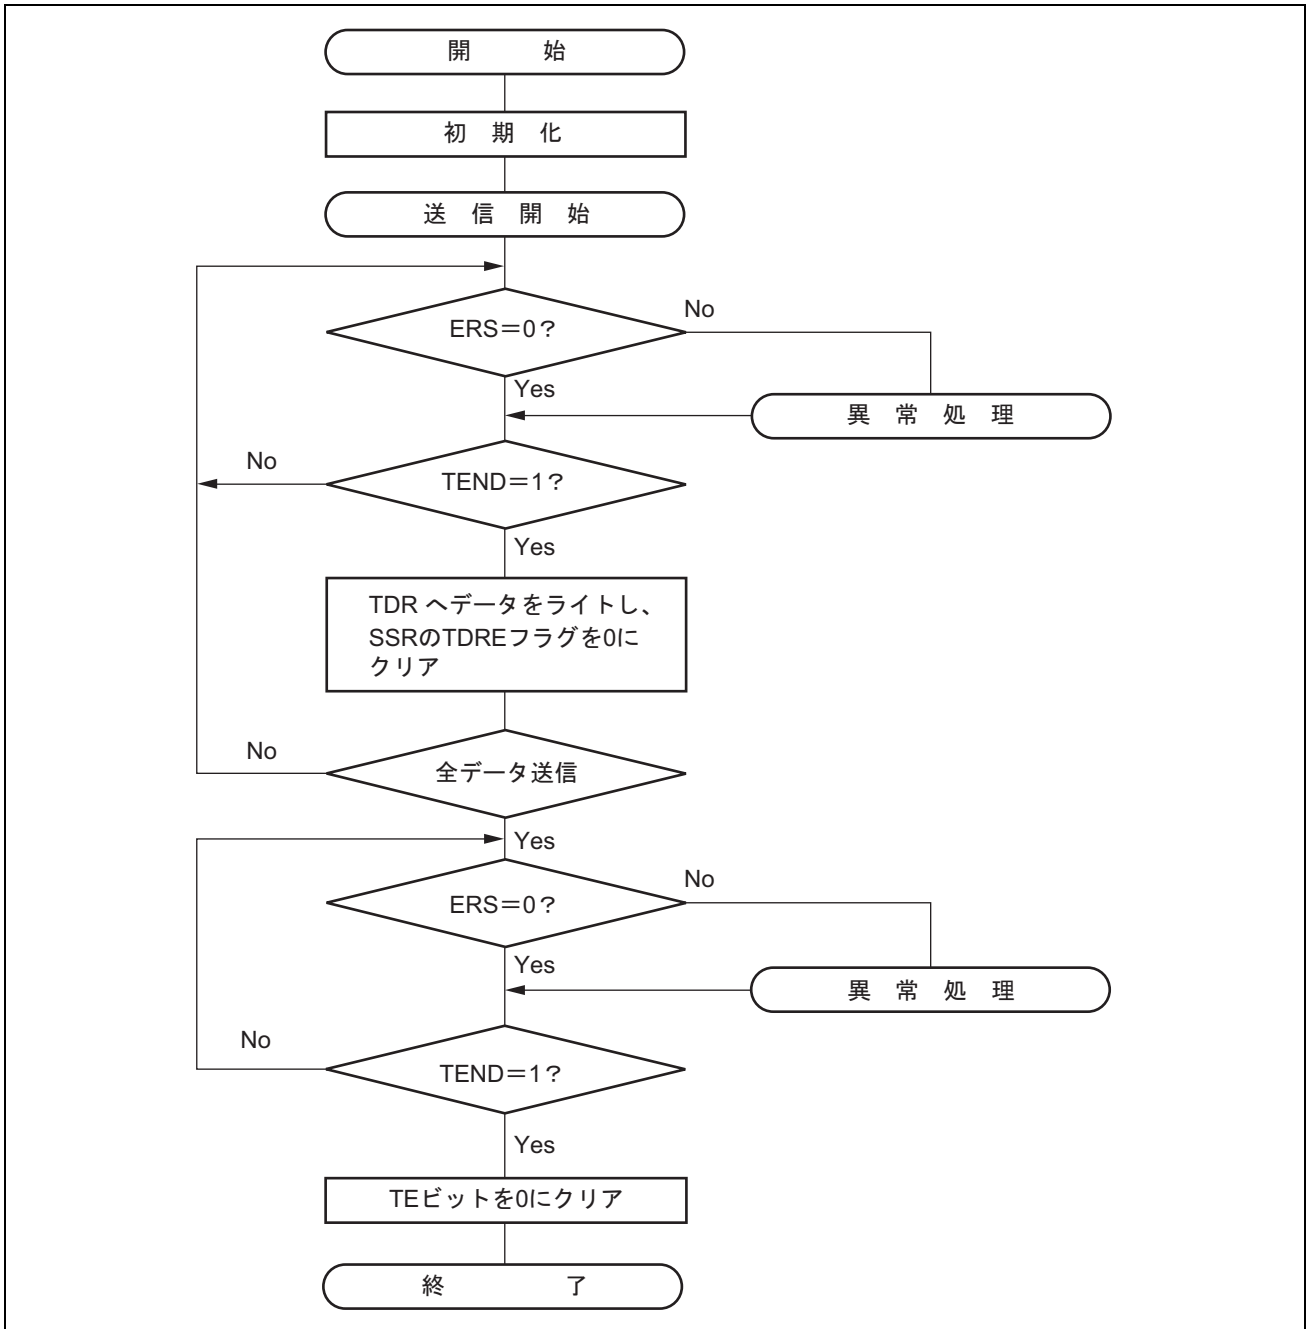 開始
初期化
送信開始
ERS=0?
No
Yes
異常処理
No
TEND=1?
Yes
TDR へデータをライトし、
SSRのTDREフラグを0に
クリア
No
全データ送信
Yes
ERS=0?
No
Yes
異常処理
No
TEND=1?
Yes
TEビットを0にクリア
終了